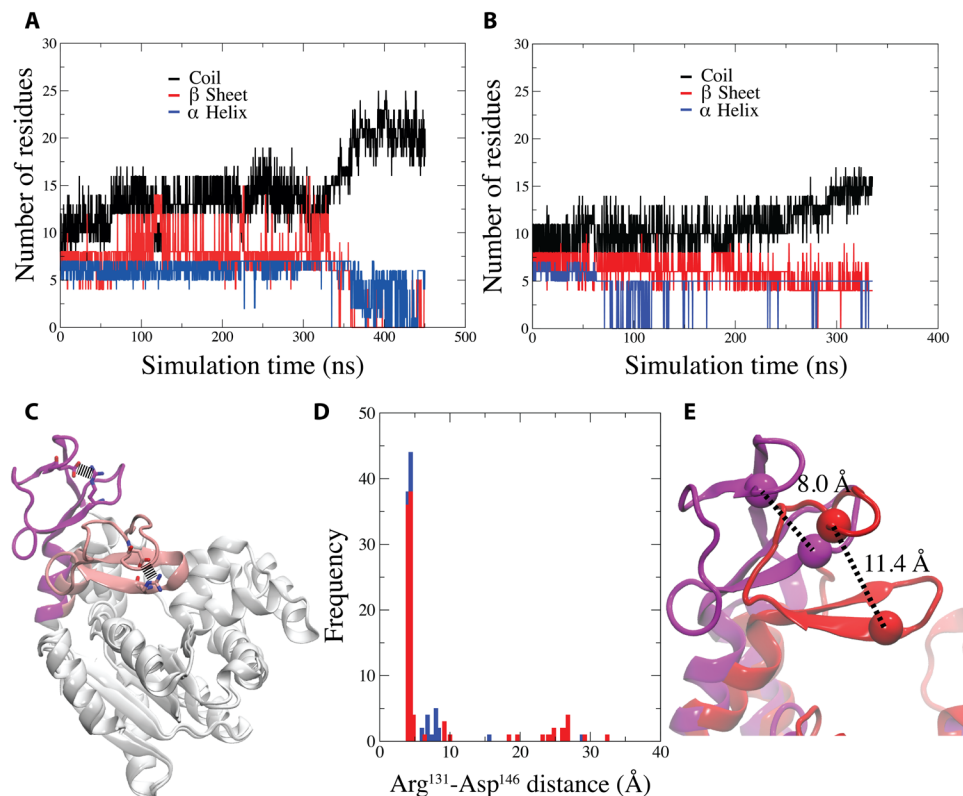 A
30
25
20
15
10
5
0
Number of residues
Coil
β Sheet
α Helix
0 100 200 300 400 500
Simulation time (ns)
B
30
25
20
15
10
5
0
Number of residues
Coil
β Sheet
α Helix
0 100 200 300 400
Simulation time (ns)
C
D
50
40
30
20
10
0
Frequency
0 10 20 30 40
Arg¹³¹-Asp¹⁴⁶ distance (Å)
E
8.0 Å
11.4 Å